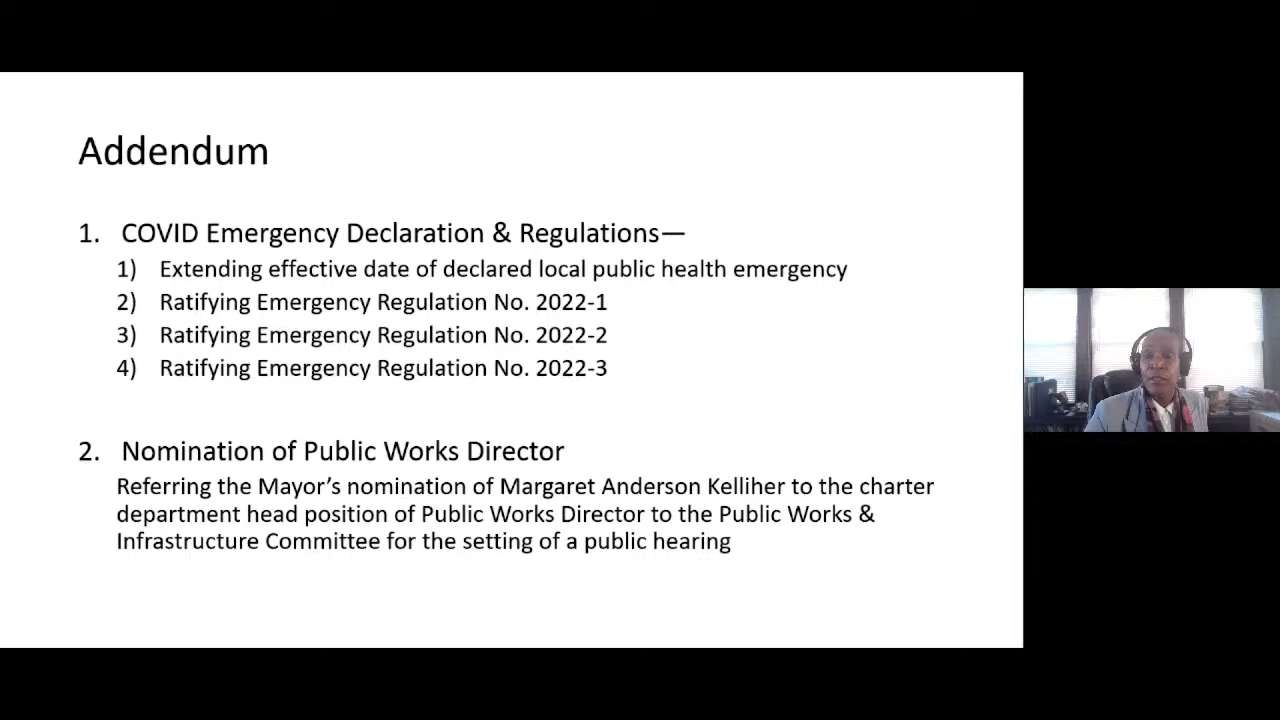 Addendum
1. COVID Emergency Declaration & Regulations—
1) Extending effective date of declared local public health emergency
2) Ratifying Emergency Regulation No. 2022-1
3) Ratifying Emergency Regulation No. 2022-2
4) Ratifying Emergency Regulation No. 2022-3
2. Nomination of Public Works Director
Referring the Mayor’s nomination of Margaret Anderson Kelliher to the charter
department head position of Public Works Director to the Public Works &
Infrastructure Committee for the setting of a public hearing